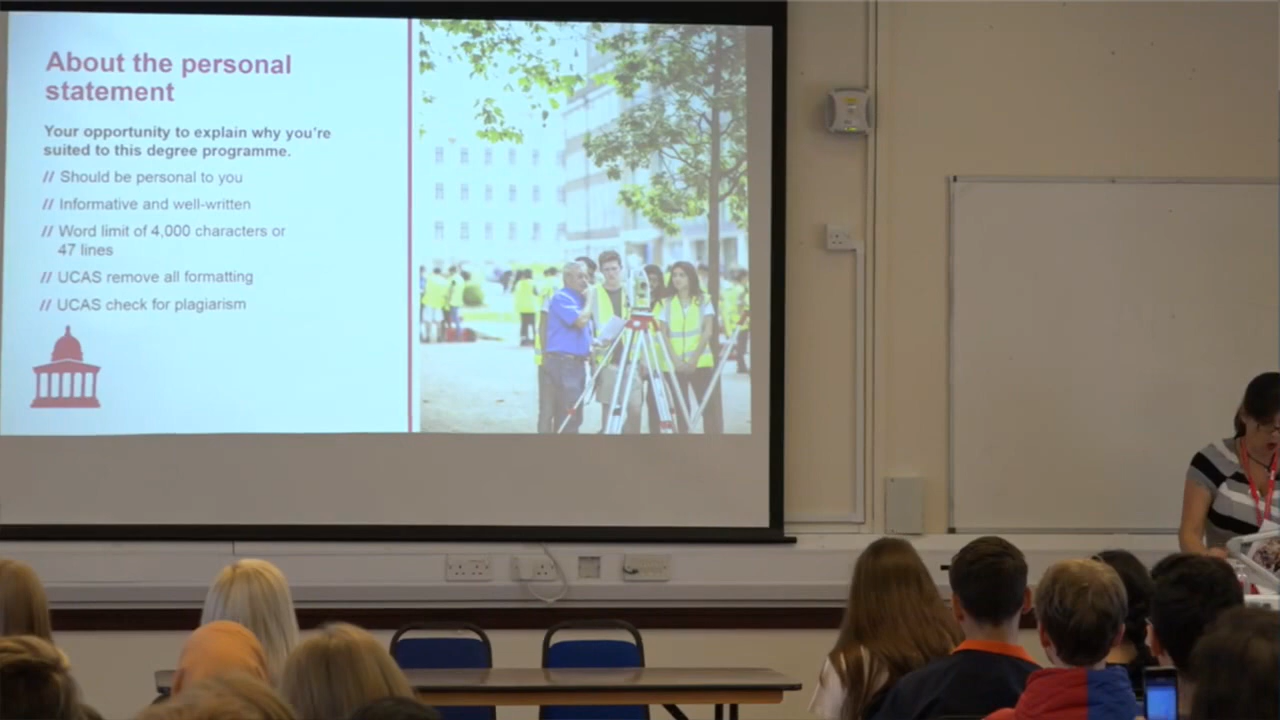 About the personal
statement
Your opportunity to explain why you're
suited to this degree programme.
// Should be personal to you
// Informative and well-written
// Word limit of 4,000 characters or
47 lines
// UCAS remove all formatting
// UCAS check for plagiarism